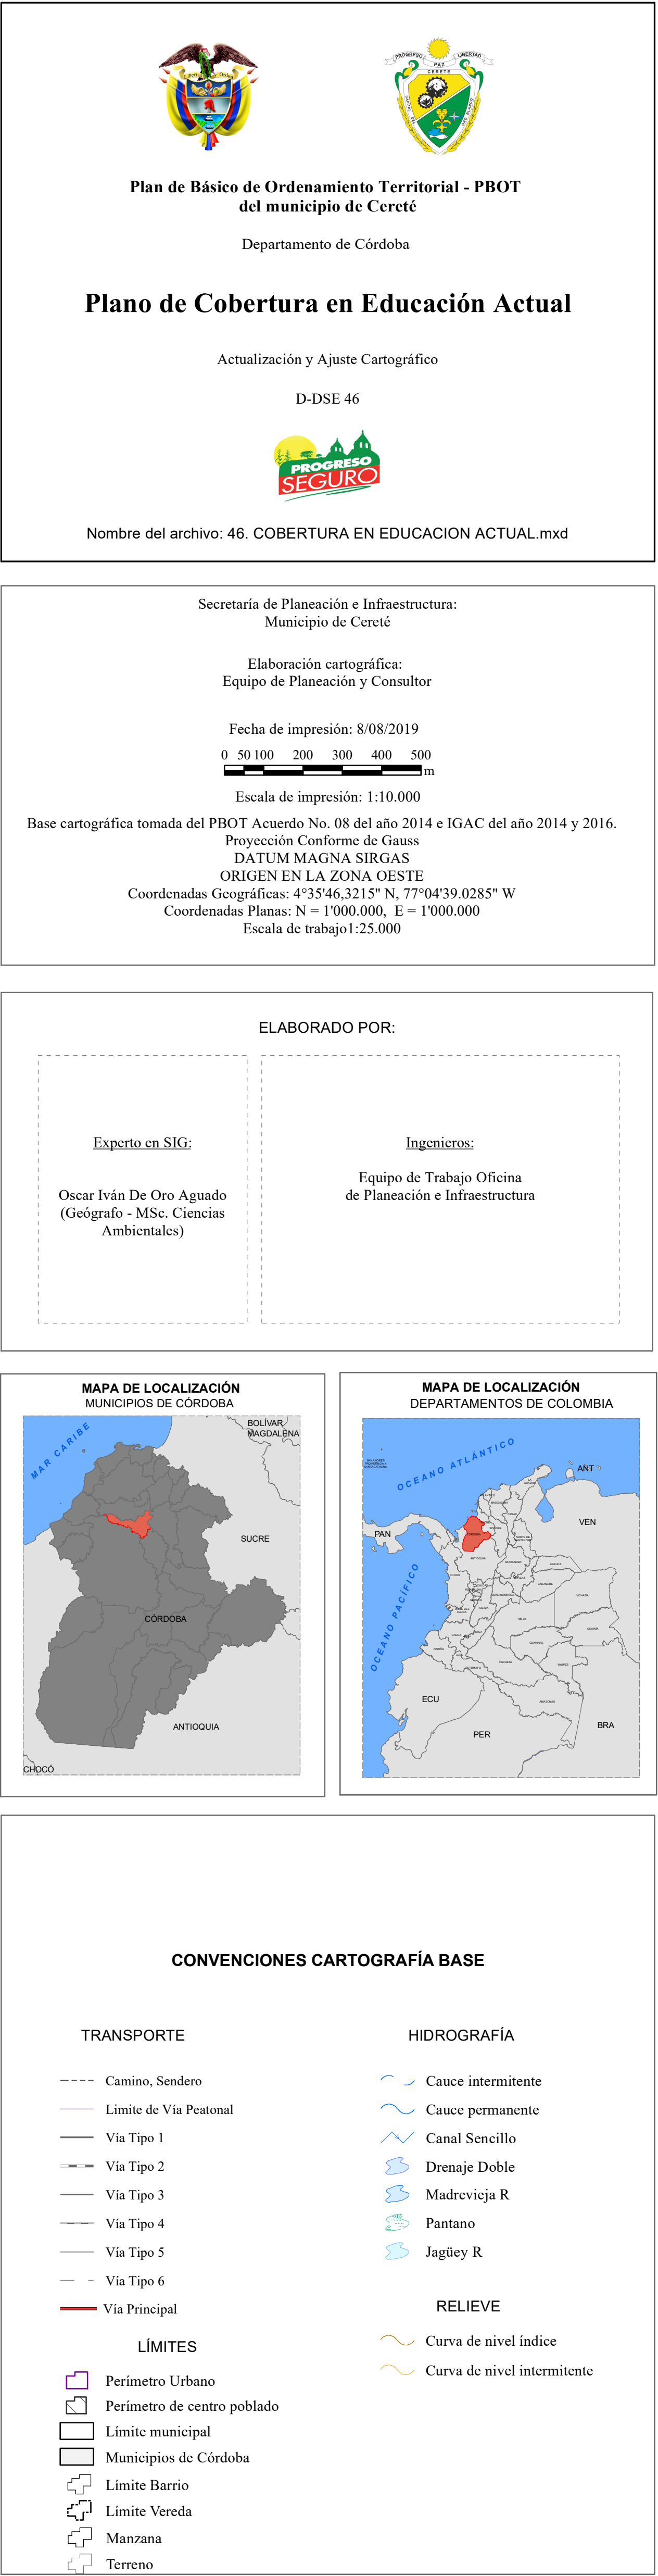 Libertad y Orden
PROGRESO
LIBERTAD
PAZ
CERETE
CAPITAL DEL
ORO BLANCO
Plan de Básico de Ordenamiento Territorial - PBOT
del municipio de Cereté
Departamento de Córdoba
Plano de Cobertura en Educación Actual
Actualización y Ajuste Cartográfico
D-DSE 46
PROGRESO
SEGURO
Nombre del archivo: 46. COBERTURA EN EDUCACION ACTUAL.mxd
Secretaría de Planeación e Infraestructura:
Municipio de Cereté
Elaboración cartográfica:
Equipo de Planeación y Consultor
Fecha de impresión: 8/08/2019
0 50 100 200 300 400 500
m
Escala de impresión: 1:10.000
Base cartográfica tomada del PBOT Acuerdo No. 08 del año 2014 e IGAC del año 2014 y 2016.
Proyección Conforme de Gauss
DATUM MAGNA SIRGAS
ORIGEN EN LA ZONA OESTE
Coordenadas Geográficas: 4°35'46,3215" N, 77°04'39.0285" W
Coordenadas Planas: N = 1'000.000, E = 1'000.000
Escala de trabajo1:25.000
ELABORADO POR:
Experto en SIG:
Oscar Iván De Oro Aguado
(Geógrafo - MSc. Ciencias
Ambientales)
Ingenieros:
Equipo de Trabajo Oficina
de Planeación e Infraestructura
MAPA DE LOCALIZACIÓN
MUNICIPIOS DE CÓRDOBA
MAR CARIBE
BOLÍVAR
MAGDALENA
SUCRE
CÓRDOBA
ANTIOQUIA
CHOCÓ
MAPA DE LOCALIZACIÓN
DEPARTAMENTOS DE COLOMBIA
OCEANO ATLÁNTICO
ANT
PAN
VEN
OCEANO PACÍFICO
ECU
PER
BRA
CONVENCIONES CARTOGRAFÍA BASE
TRANSPORTE
Camino, Sendero
Limite de Vía Peatonal
Vía Tipo 1
Vía Tipo 2
Vía Tipo 3
Vía Tipo 4
Vía Tipo 5
Vía Tipo 6
Vía Principal
LÍMITES
Perímetro Urbano
Perímetro de centro poblado
Límite municipal
Municipios de Córdoba
Límite Barrio
Límite Vereda
Manzana
Terreno
HIDROGRAFÍA
Cauce intermitente
Cauce permanente
Canal Sencillo
Drenaje Doble
Madrevieja R
Pantano
Jagüey R
RELIEVE
Curva de nivel índice
Curva de nivel intermitente